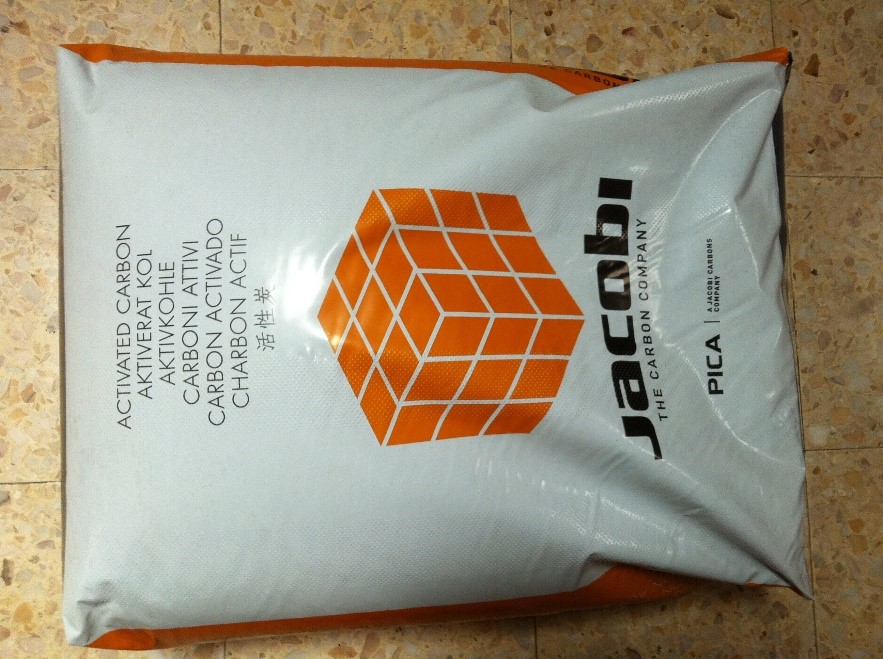 ACTIVATED CARBON
AKTIVERAT KOL
AKTIVKOHLE
CARBONI ATTIVI
CARBON ACTIVADO
CHARBON ACTIF
活性炭
Jacobi
THE CARBON COMPANY
PICA | A JACOBI CARBONS
COMPANY
CARBON